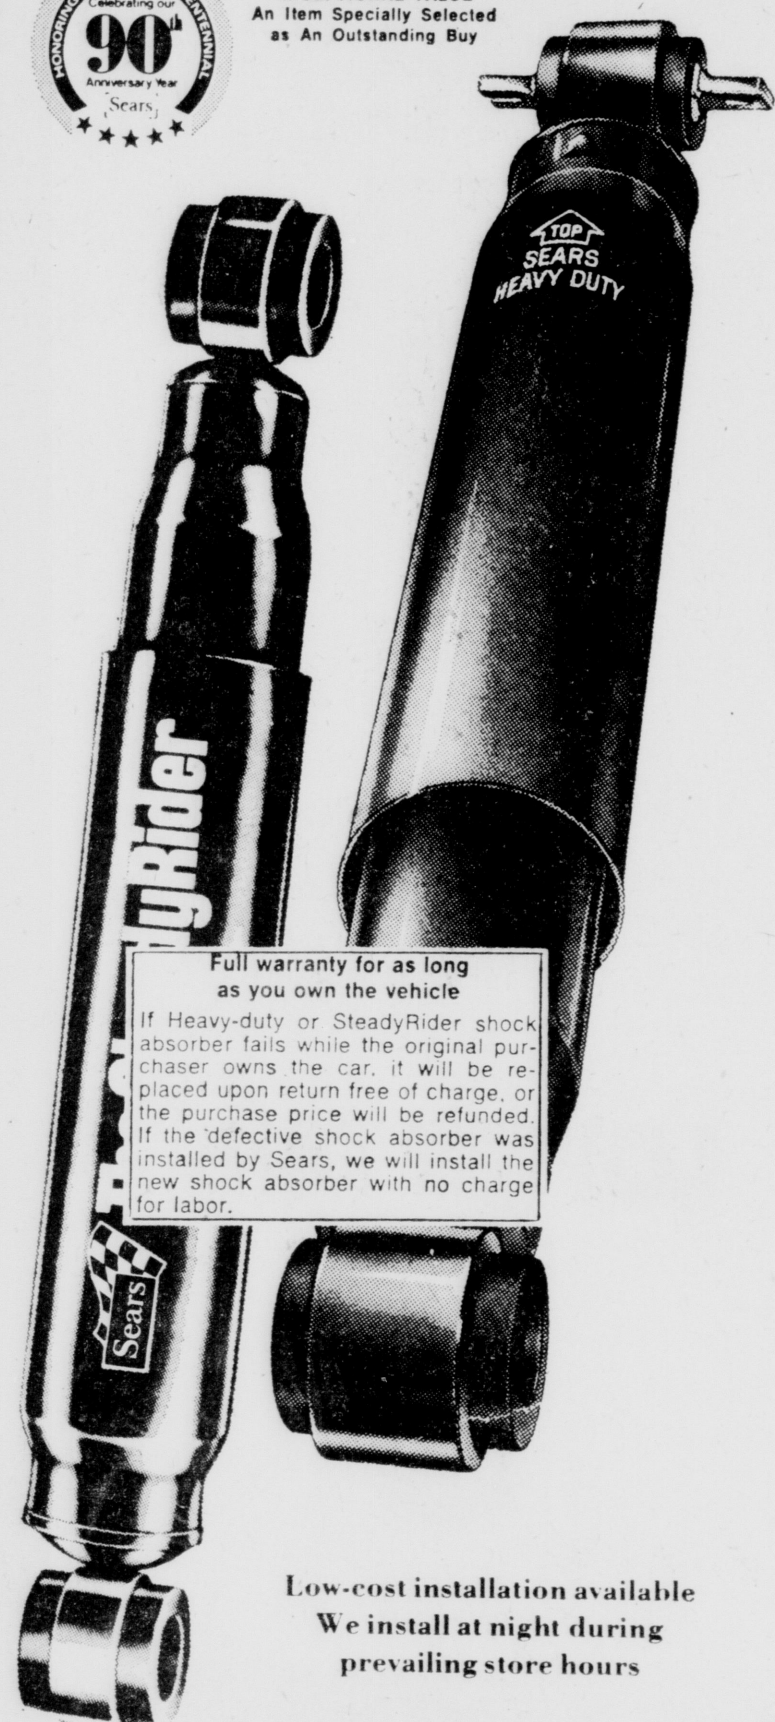 Celebrating our
HONORING
CENTENNIAL
90th
Anniversary Year
Sears
An Item Specially Selected
as An Outstanding Buy
TOP
SEARS
HEAVY DUTY
dyRider
Full warranty for as long
as you own the vehicle
If Heavy-duty or SteadyRider shock
absorber fails while the original pur-
chaser owns the car, it will be re-
placed upon return free of charge, or
the purchase price will be refunded.
If the defective shock absorber was
installed by Sears, we will install the
new shock absorber with no charge
for labor.
Sears
Low-cost installation available
We install at night during
prevailing store hours